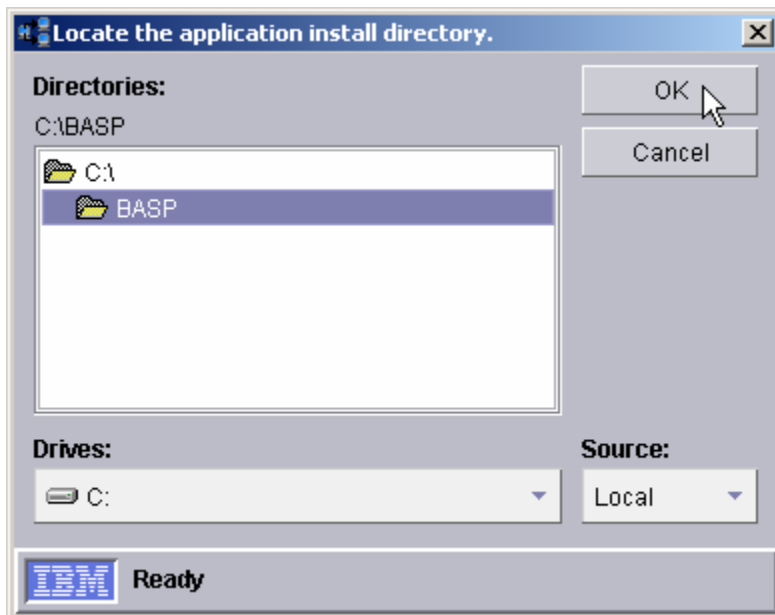 Locate the application install directory.
Directories:
OK
C:\BASP
Cancel
C:\
BASP
Drives:
Source:
C:
Local
IBM
Ready